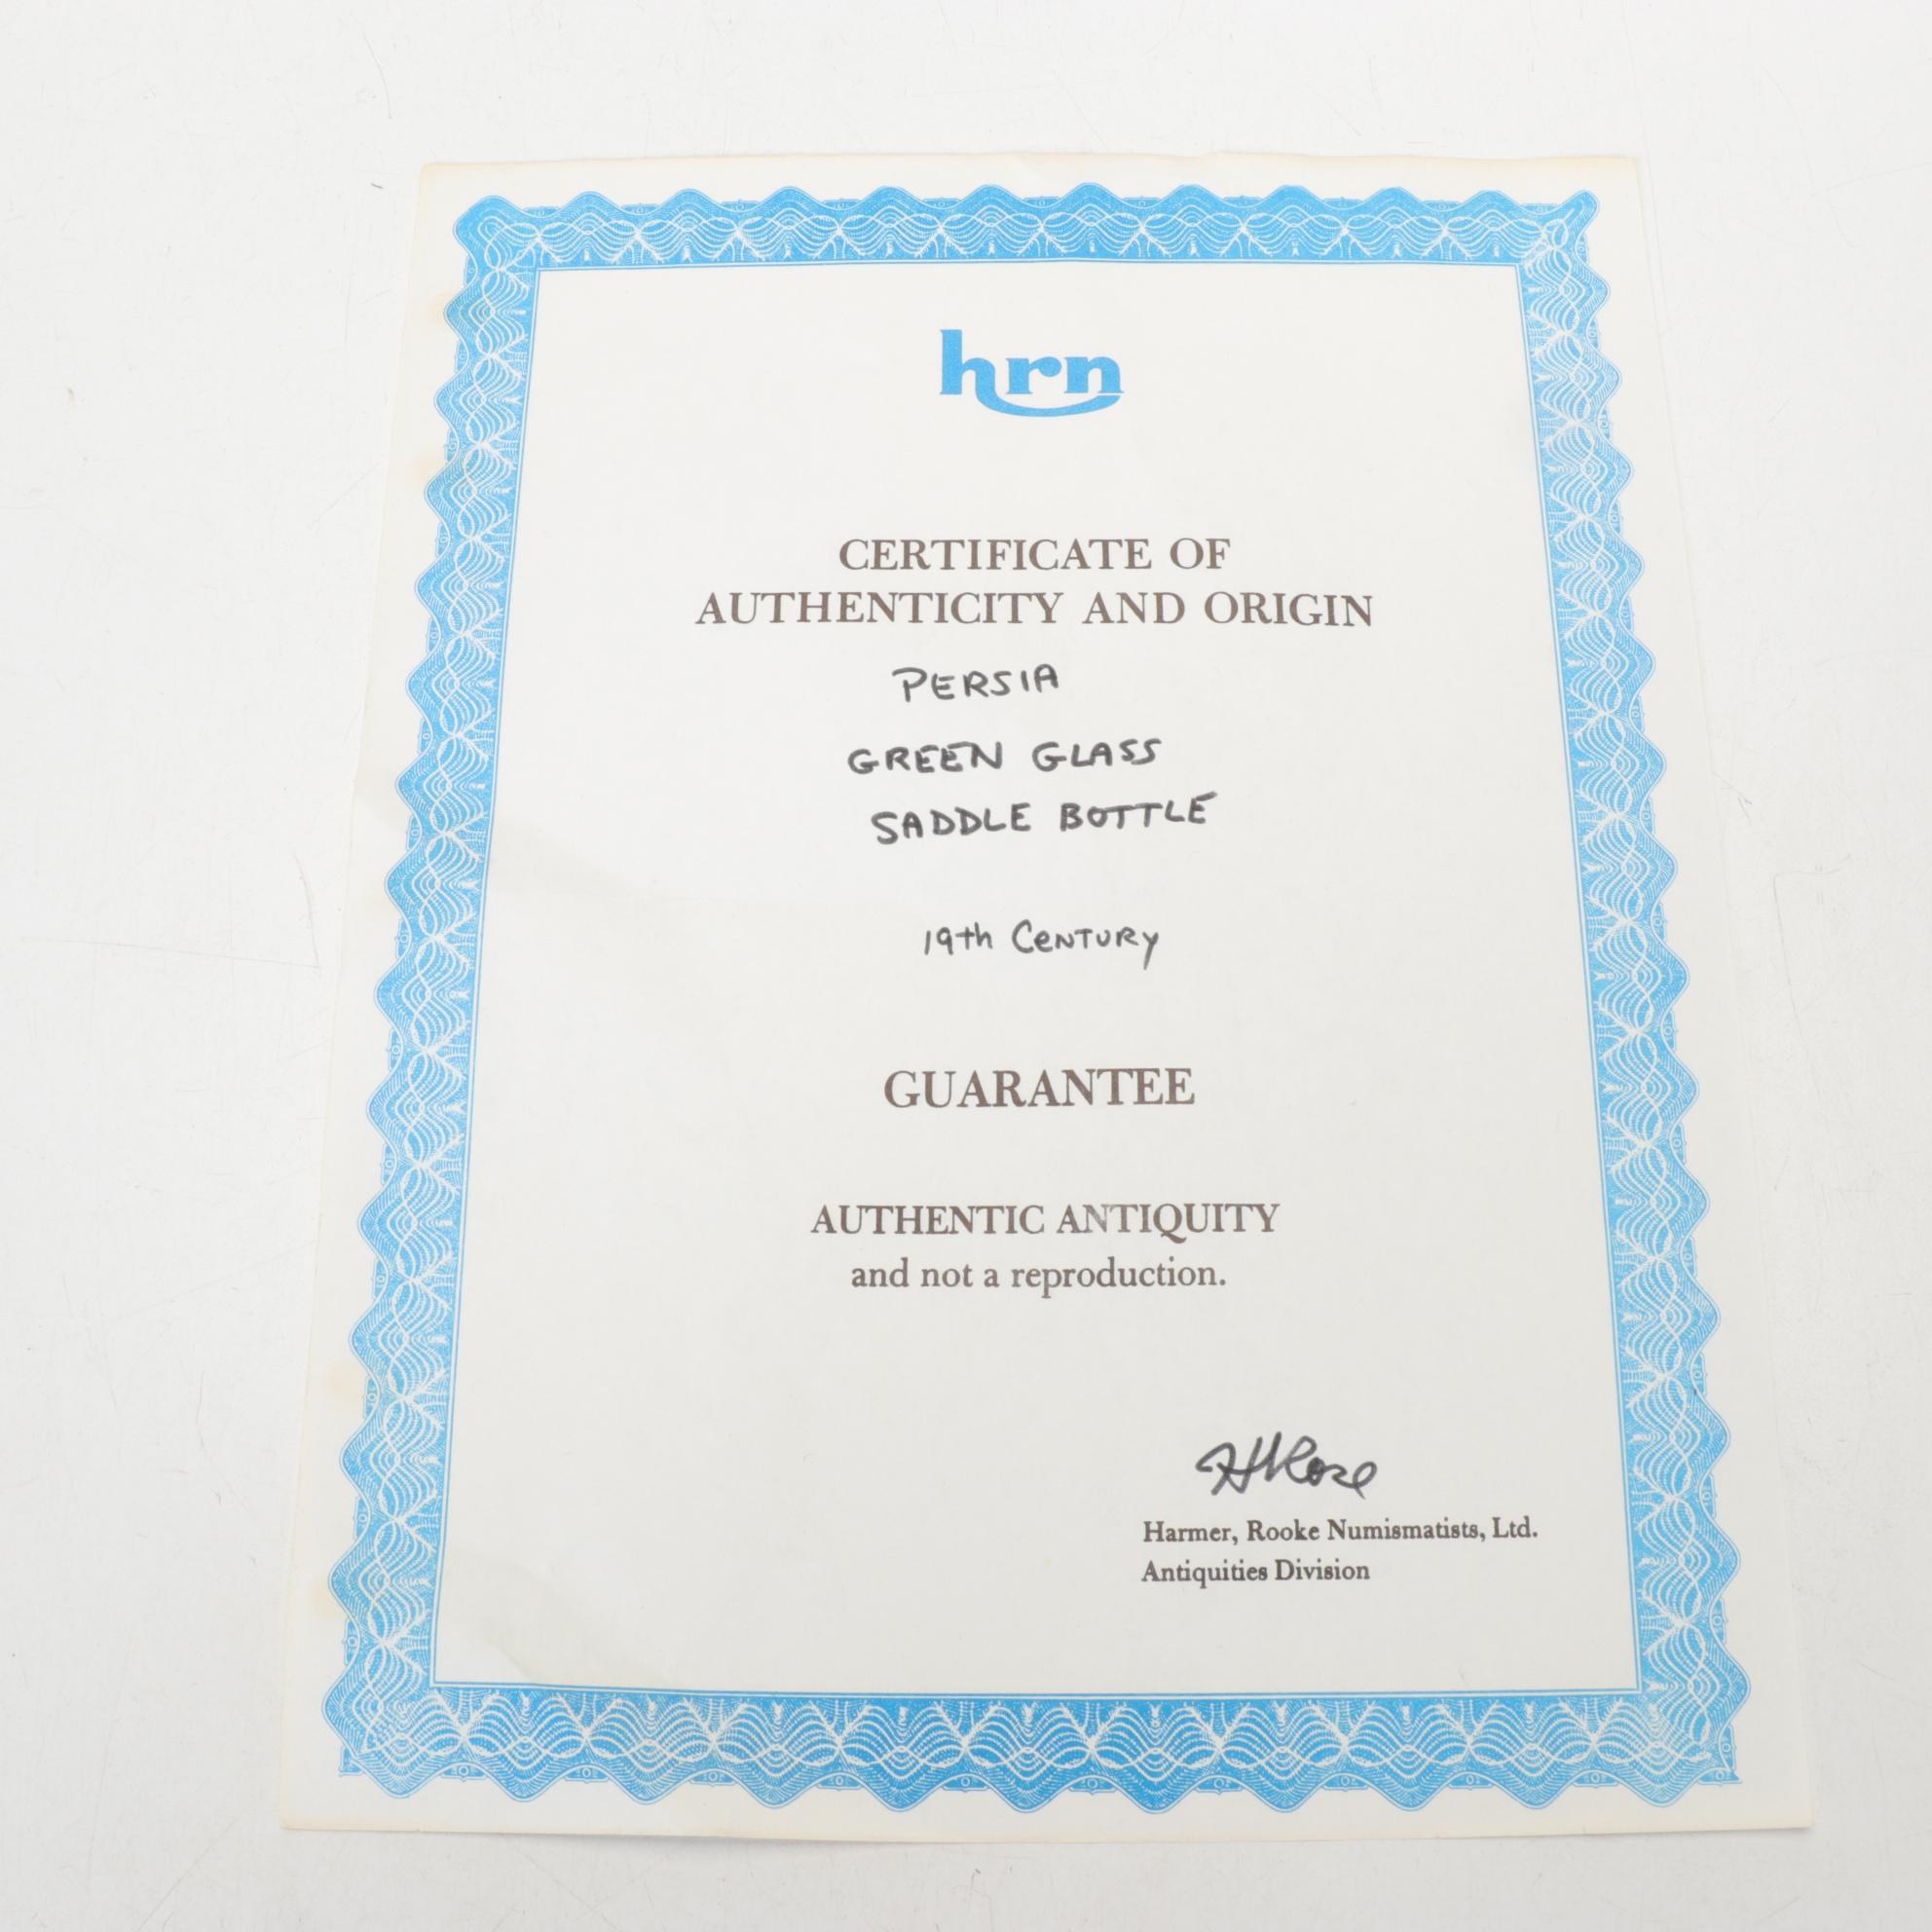 hrn
CERTIFICATE OF
AUTHENTICITY AND ORIGIN
PERSIA
GREEN GLASS
SADDLE BOTTLE
19th CENTURY
GUARANTEE
AUTHENTIC ANTIQUITY
and not a reproduction.
Harmer, Rooke Numismatists, Ltd.
Antiquities Division